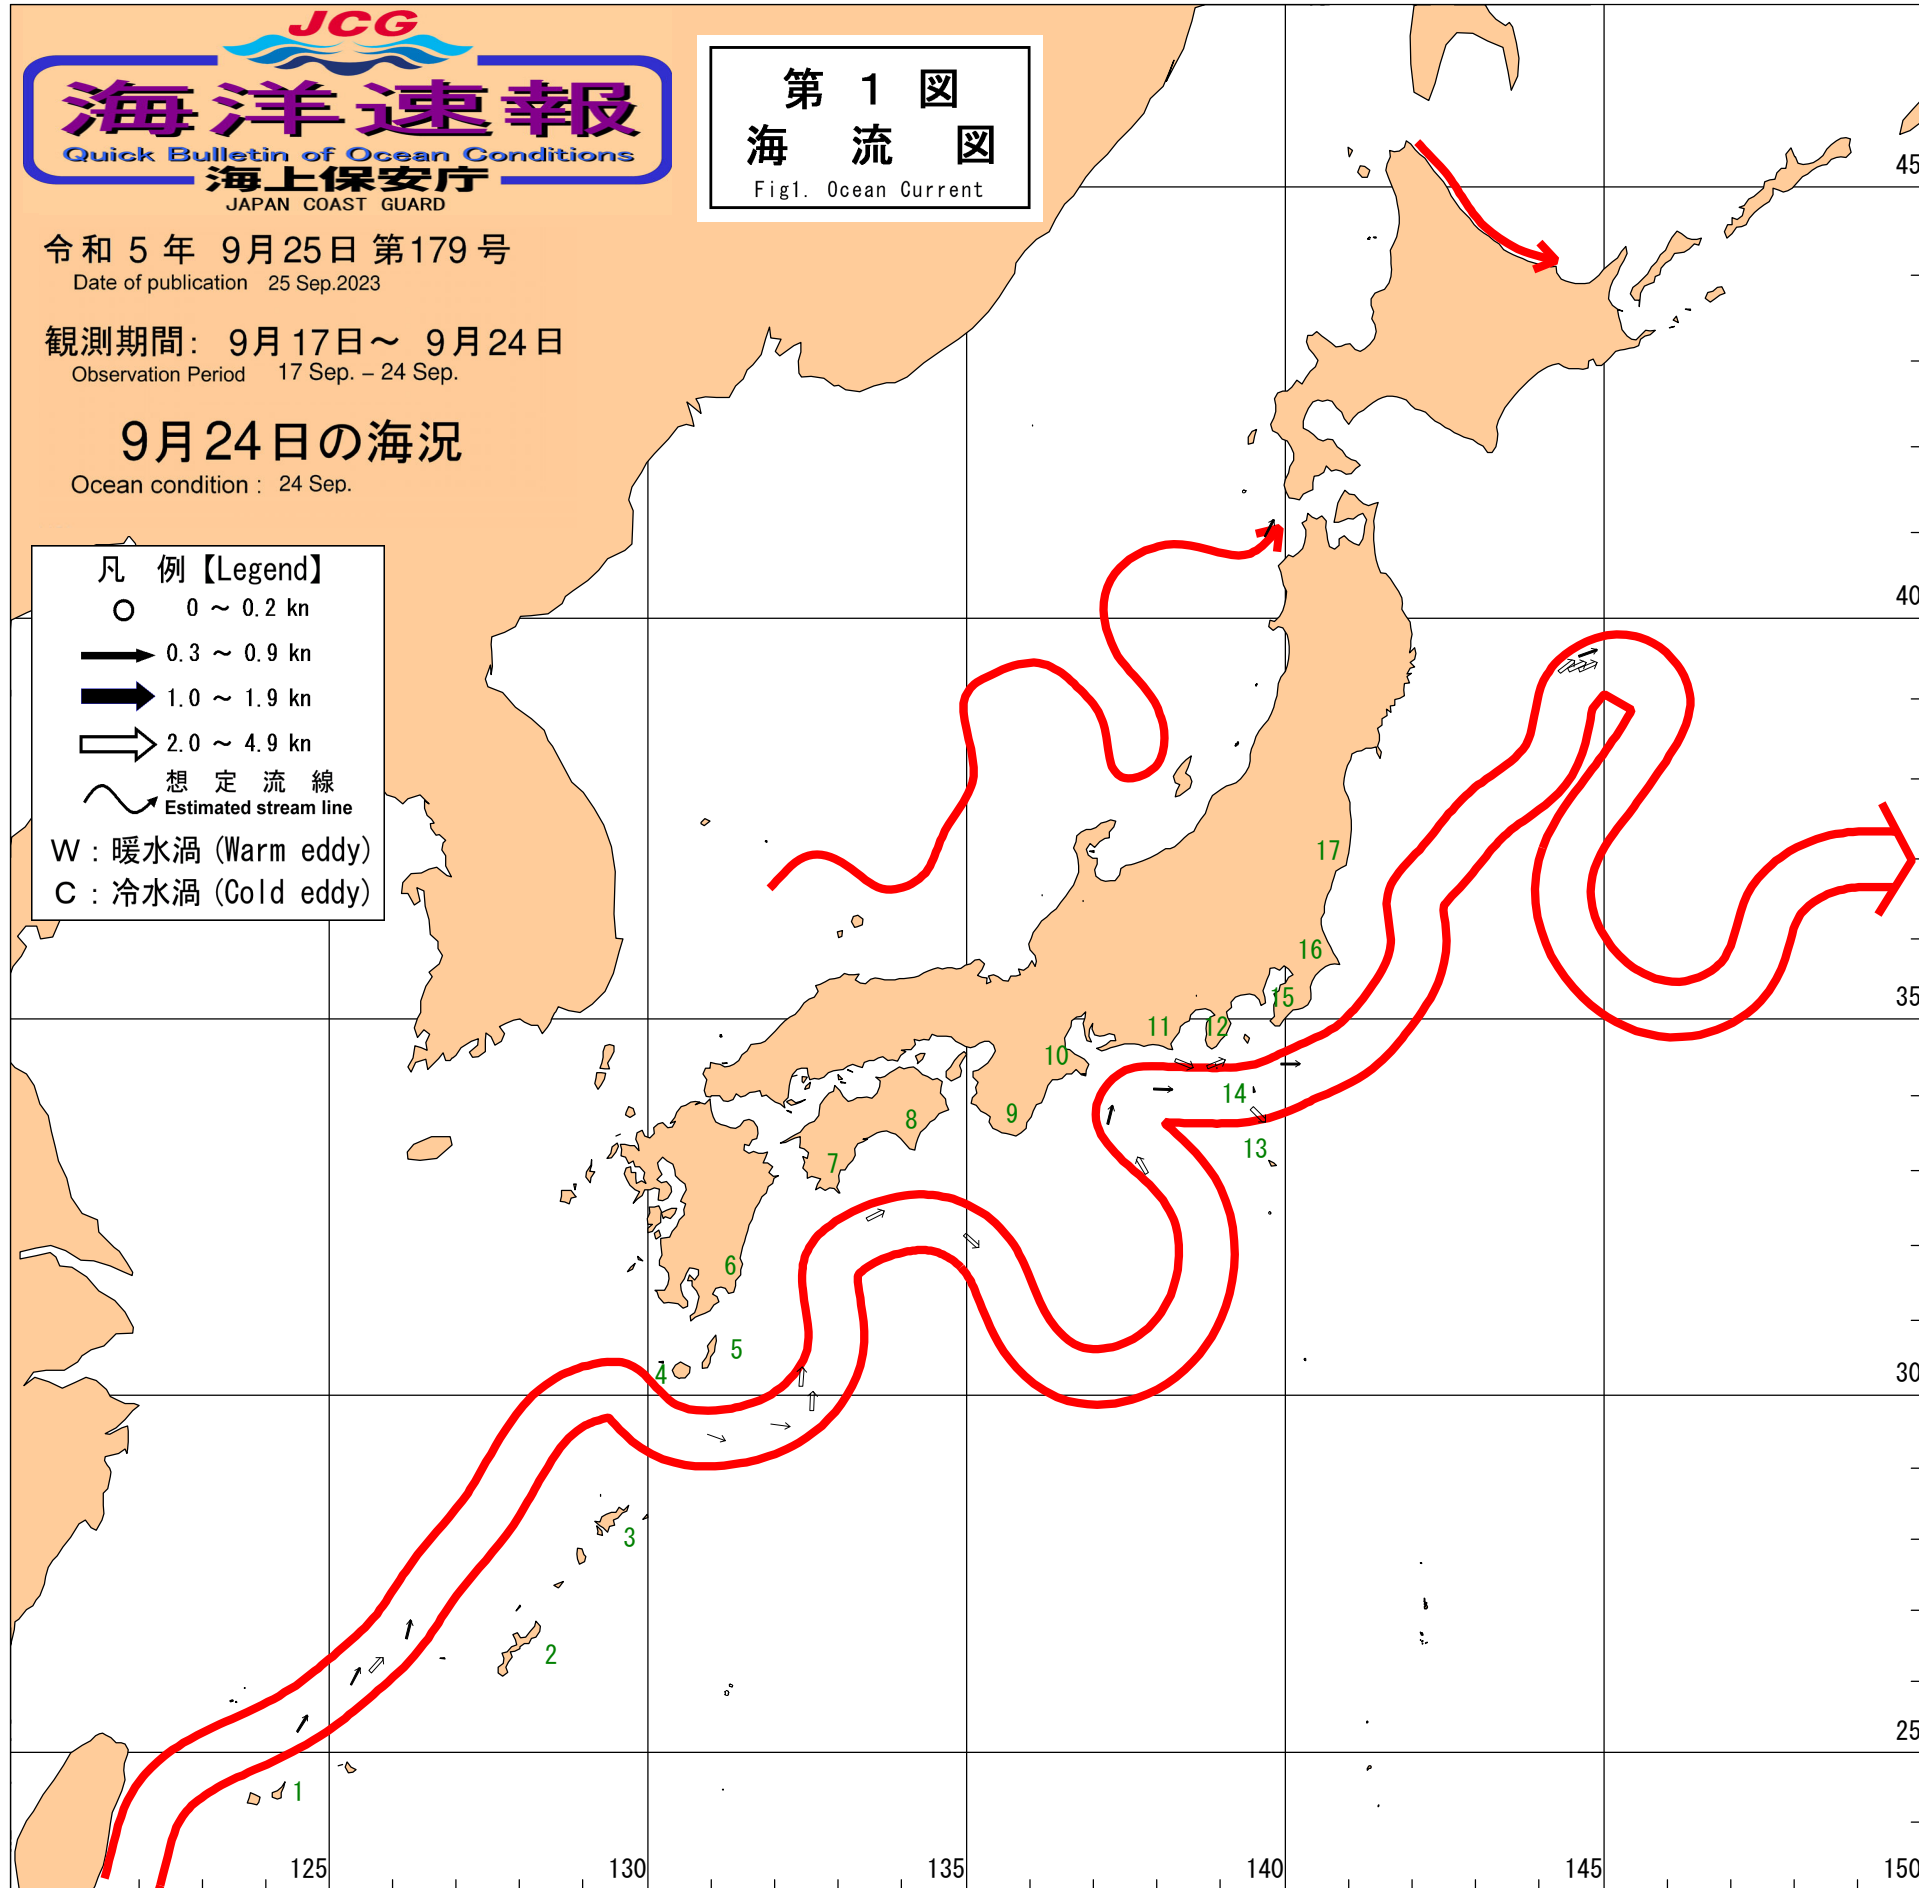 JCG
海洋速報
Quick Bulletin of Ocean Conditions
海上保安庁
JAPAN COAST GUARD
第 1 図
海 流 図
Fig1. Ocean Current
令和 5 年 9月25日 第179号
Date of publication 25 Sep.2023
観測期間: 9月17日～ 9月24日
Observation Period 17 Sep. – 24 Sep.
9月24日の海況
Ocean condition : 24 Sep.
凡 例【Legend】
0 ～ 0.2 kn
0.3 ～ 0.9 kn
1.0 ～ 1.9 kn
2.0 ～ 4.9 kn
想 定 流 線
Estimated stream line
W : 暖水渦 (Warm eddy)
C : 冷水渦 (Cold eddy)
45
40
35
30
25
17
16
15
11
12
10
14
9
8
13
7
6
5
4
3
2
1
125
130
135
140
145
150